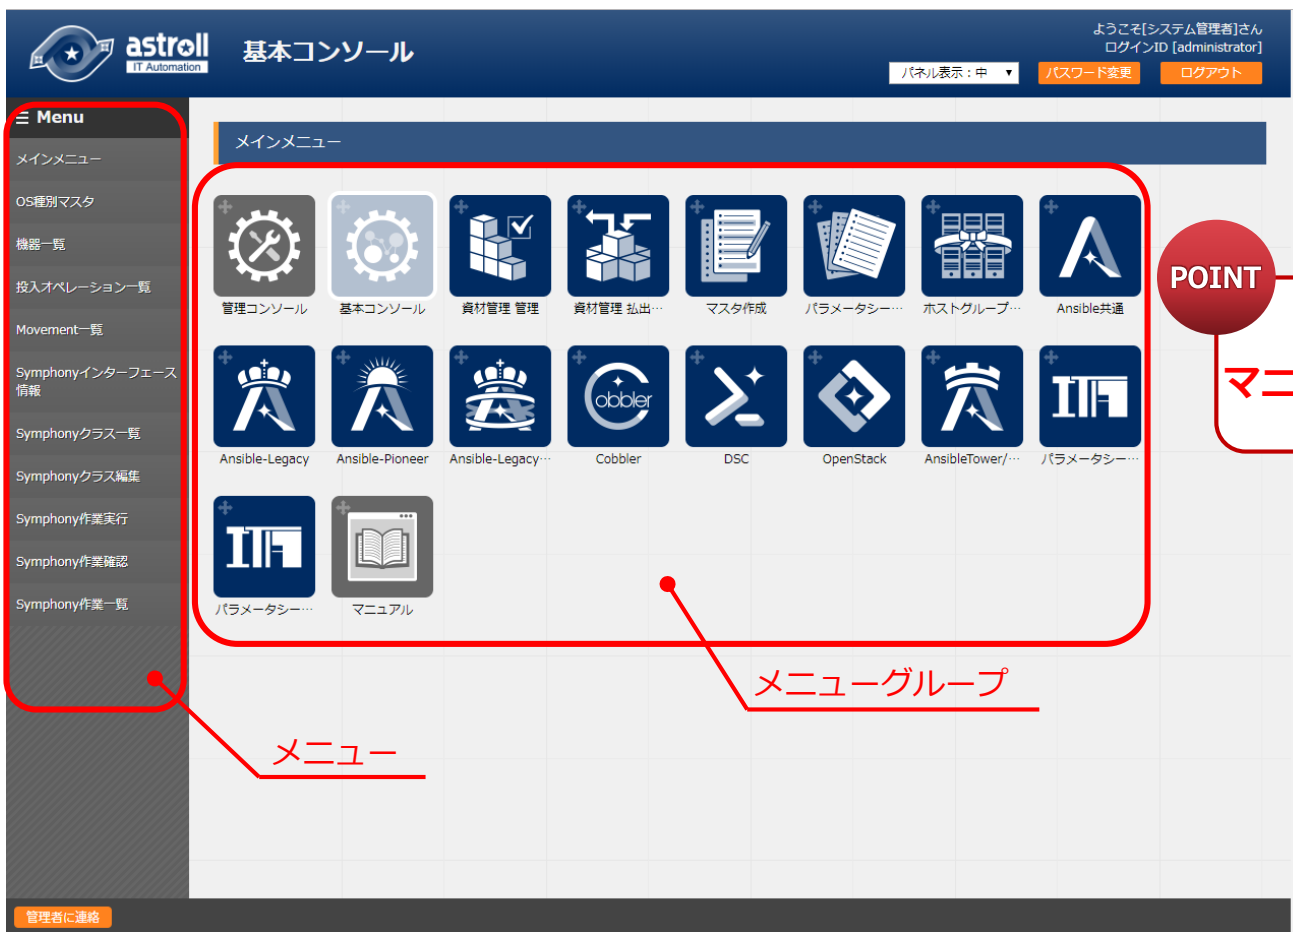 astroll
IT Automation
基本コンソール
ようこそ[システム管理者]さん
ログインID [administrator]
パネル表示：中
パスワード変更
ログアウト
Menu
メインメニュー
OS種別マスタ
機器一覧
投入オペレーション一覧
Movement一覧
Symphonyインターフェース
情報
Symphonyクラス一覧
Symphonyクラス編集
Symphony作業実行
Symphony作業確認
Symphony作業一覧
メインメニュー
管理コンソール
基本コンソール
資材管理 管理
資材管理 払出…
マスタ作成
パラメータシー…
ホストグループ…
Ansible共通
Cobbler
ITA
Ansible-Legacy
Ansible-Pioneer
Ansible-Legacy…
Cobbler
DSC
OpenStack
AnsibleTower/…
パラメータシー…
ITA
パラメータシー…
マニュアル
POINT
マニ
メニューグループ
メニュー
管理者に連絡